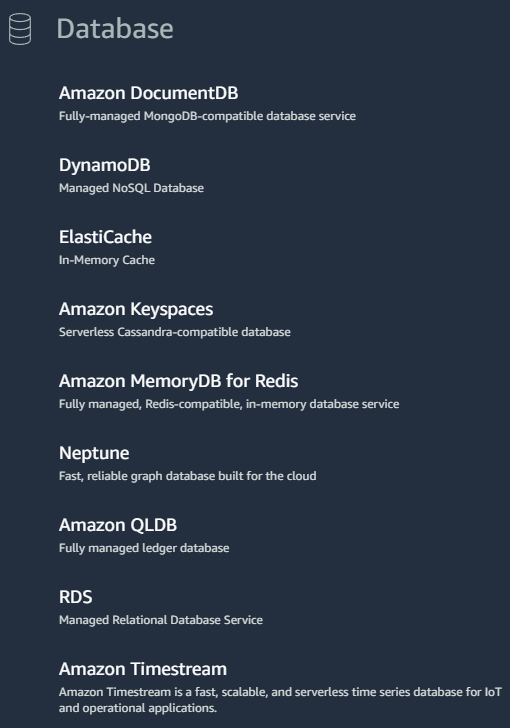 Database
Amazon DocumentDB
Fully-managed MongoDB-compatible database service
DynamoDB
Managed NoSQL Database
ElastiCache
In-Memory Cache
Amazon Keyspaces
Serverless Cassandra-compatible database
Amazon MemoryDB for Redis
Fully managed, Redis-compatible, in-memory database service
Neptune
Fast, reliable graph database built for the cloud
Amazon QLDB
Fully managed ledger database
RDS
Managed Relational Database Service
Amazon Timestream
Amazon Timestream is a fast, scalable, and serverless time series database for IoT
and operational applications.